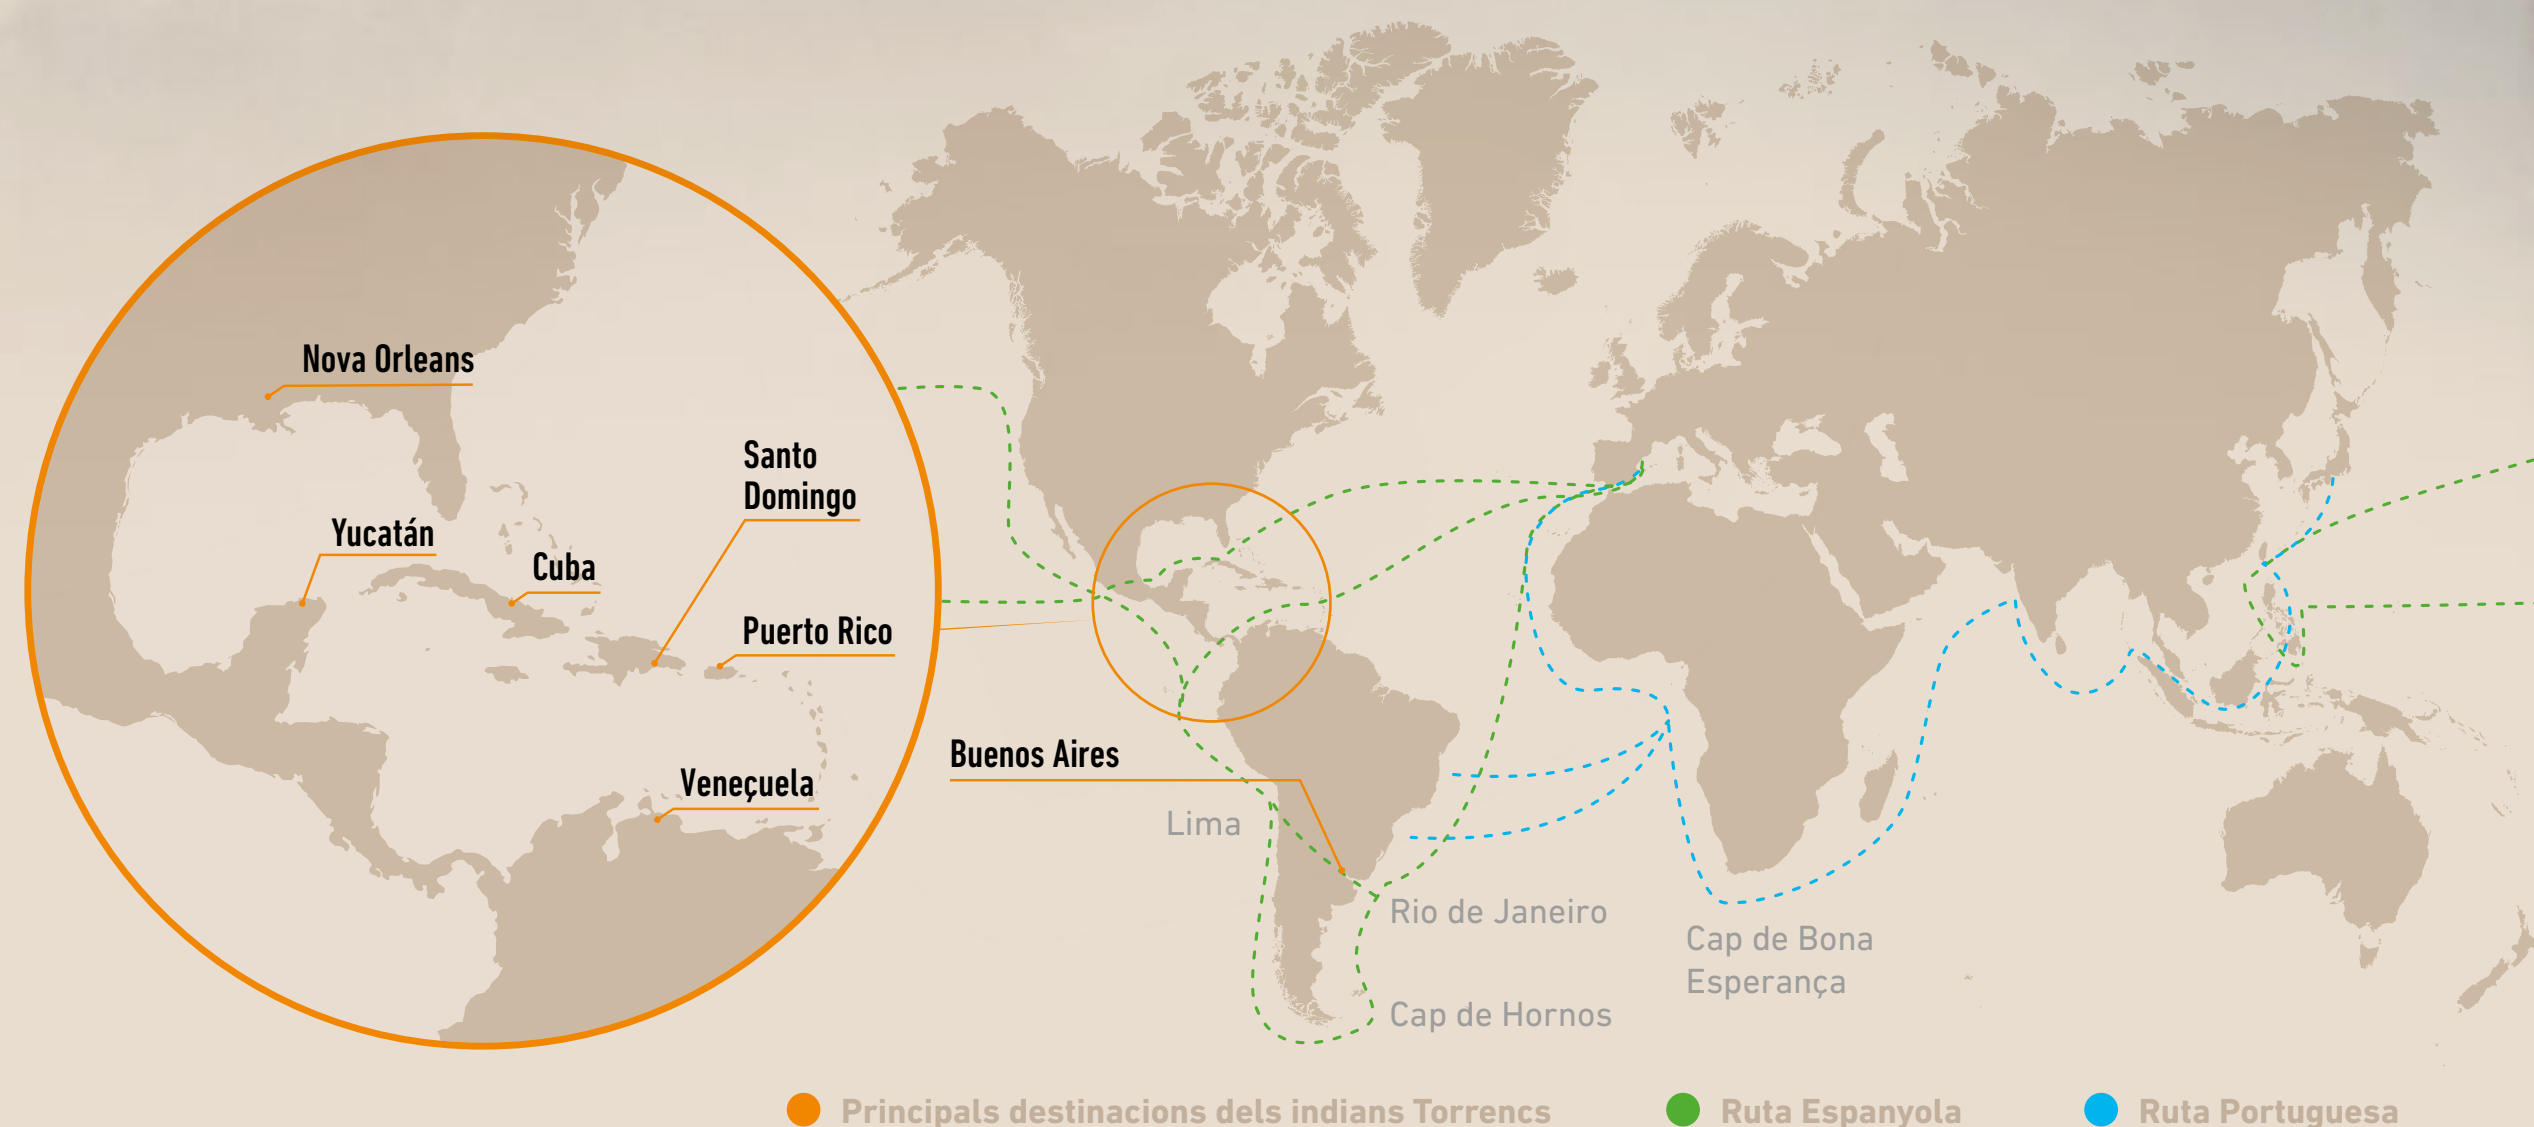 Nova Orleans
Santo
Domingo
Yucatán
Cuba
Puerto Rico
Veneçuela
Buenos Aires
Lima
Rio de Janeiro
Cap de Bona
Esperança
Cap de Hornos
Principals destinacions dels indians Torrencs
Ruta Espanyola
Ruta Portuguesa